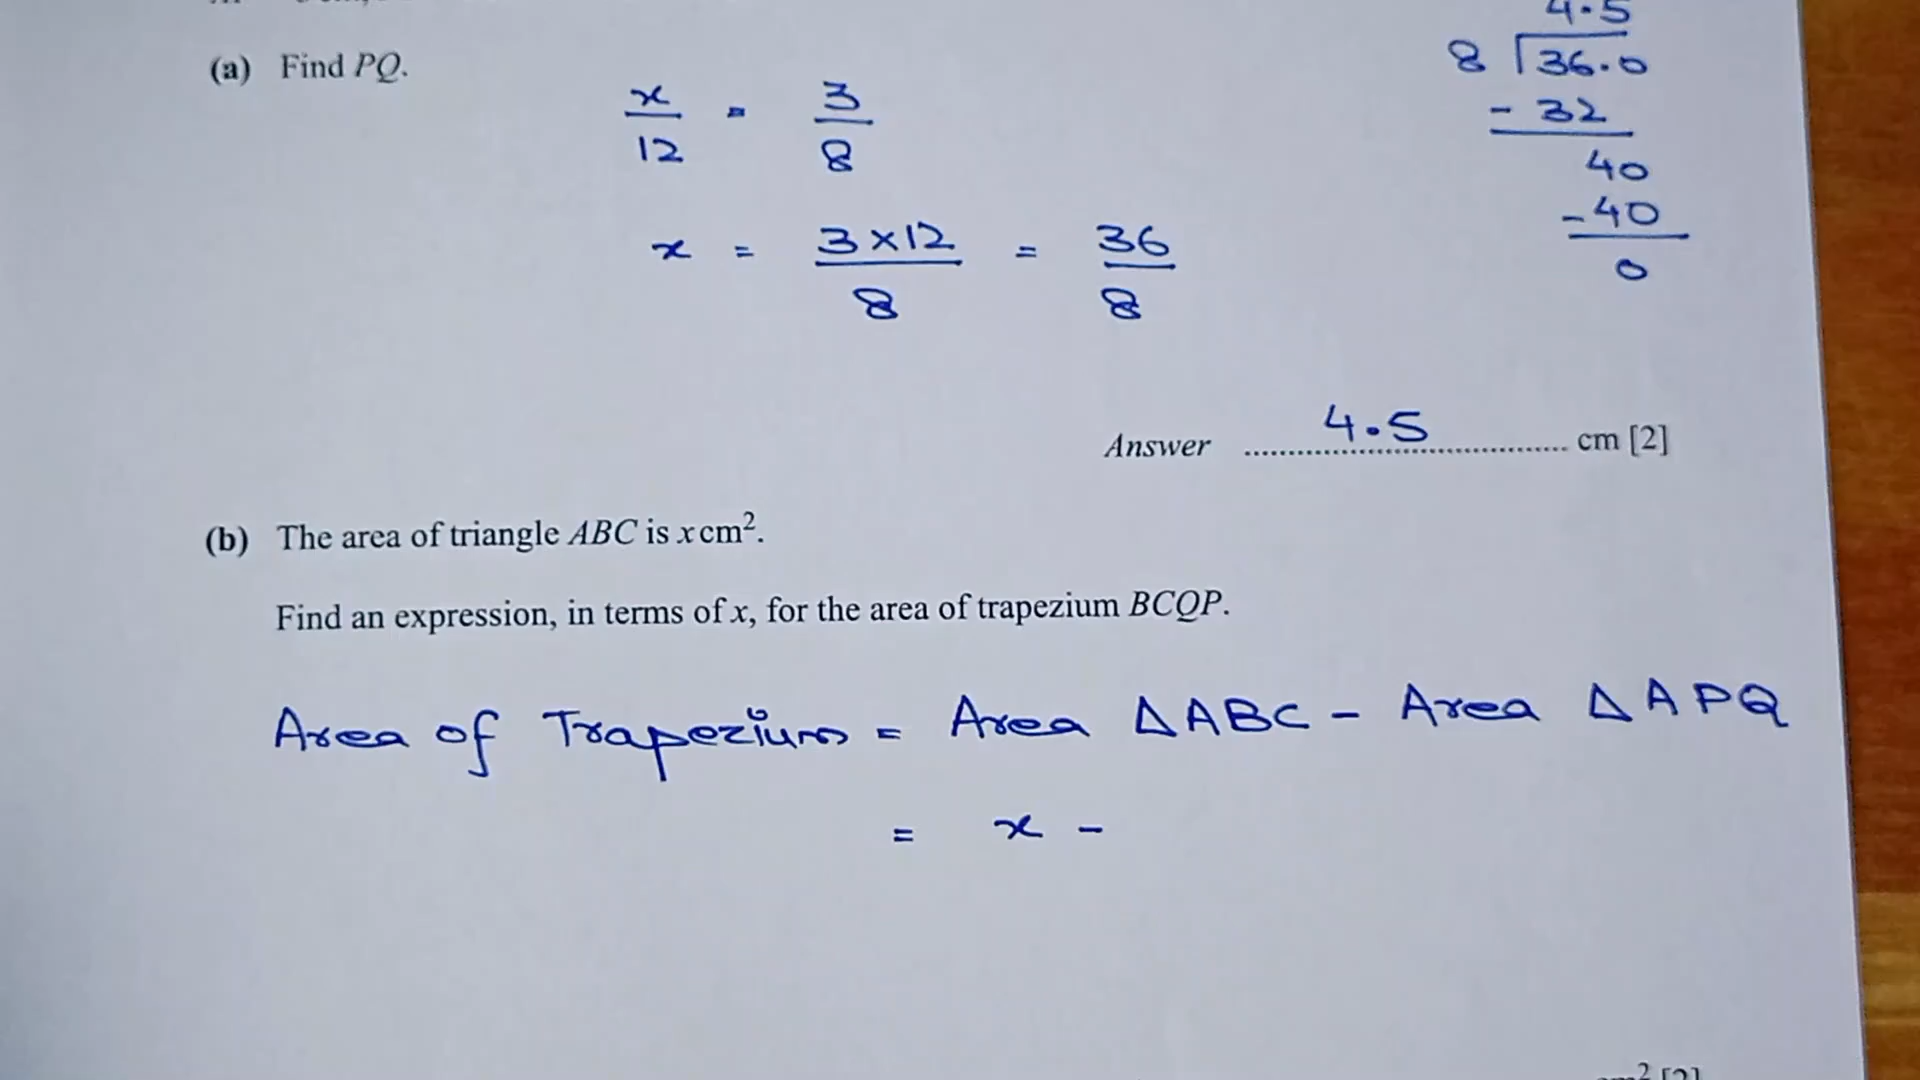 (a) Find PQ.
x/12 = 3/8
x = 3×12/8 = 36/8
4.5
8 36.0
- 32
40
- 40
0
Answer 4.5 cm [2]
(b) The area of triangle ABC is x cm².
Find an expression, in terms of x, for the area of trapezium BCQP.
Area of Trapezium = Area ΔABC - Area ΔAPQ
= x -
cm² [2]